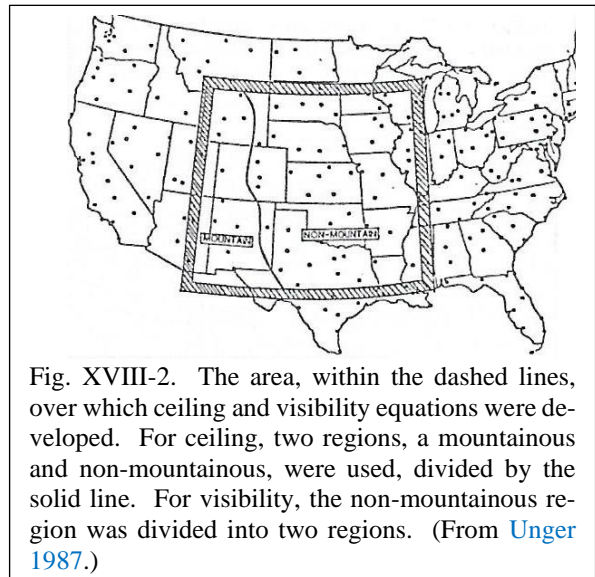 MOUNTAIN
NON-MOUNTAIN
Fig. XVIII-2. The area, within the dashed lines,
over which ceiling and visibility equations were de-
veloped. For ceiling, two regions, a mountainous
and non-mountainous, were used, divided by the
solid line. For visibility, the non-mountainous re-
gion was divided into two regions. (From Unger
1987.)